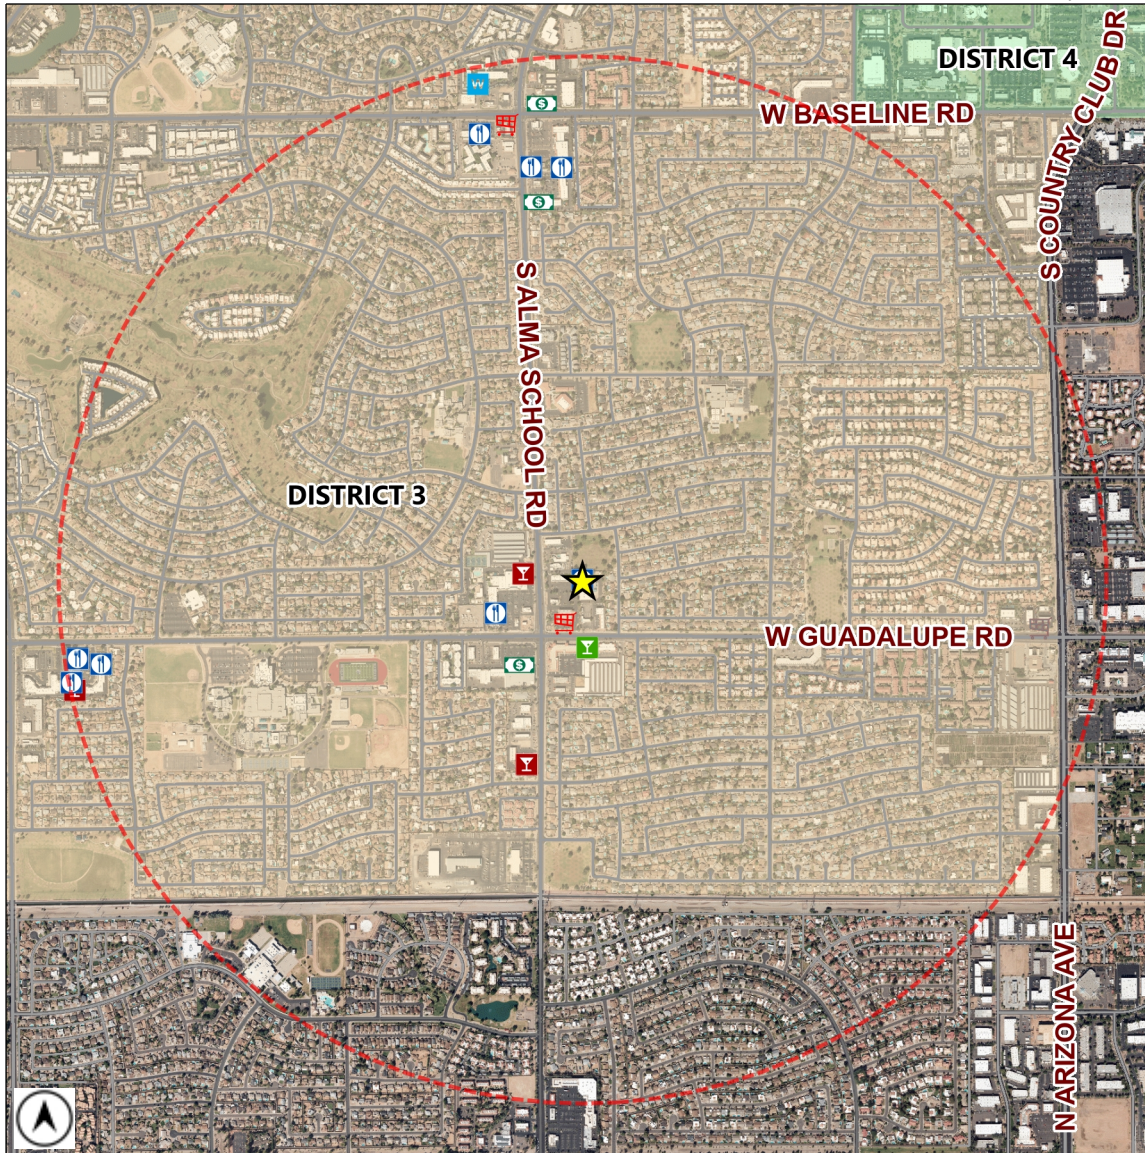 DISTRICT 4
S COUNTRY CLUB DR
W BASELINE RD
S ALMA SCHOOL RD
DISTRICT 3
W GUADALUPE RD
N ARIZONA AVE